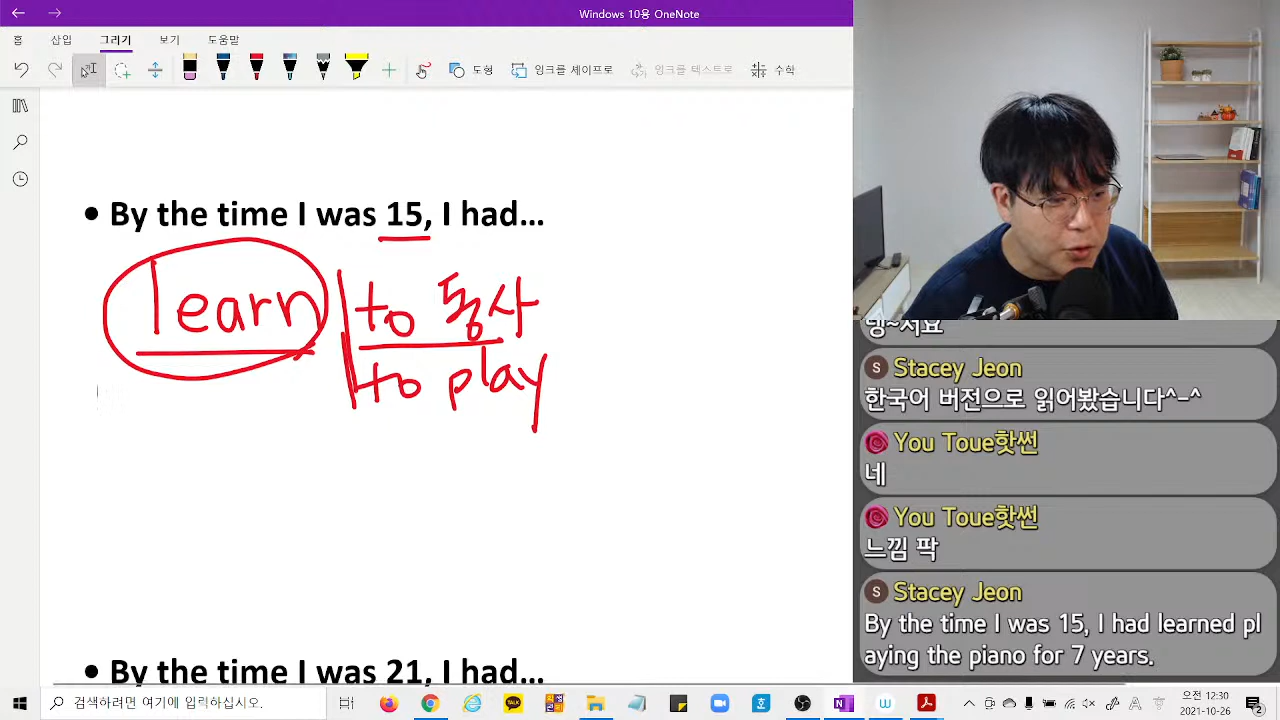 Windows 10용 OneNote
홈 삽입 그리기 보기 도움말
도형 잉크를 셰이프로 잉크를 텍스트로 수학
• By the time I was 15, I had...
learn to 동사
to play
• By the time I was 21, I had...
Stacey Jeon
한국어 버전으로 읽어봤습니다^-^
You Toue핫썬
네
You Toue핫썬
느낌 팍
Stacey Jeon
By the time I was 15, I had learned pl
aying the piano for 7 years.
검색하려면 여기에 입력하십시오.
TALK
A
오전 7:30
2021-10-26